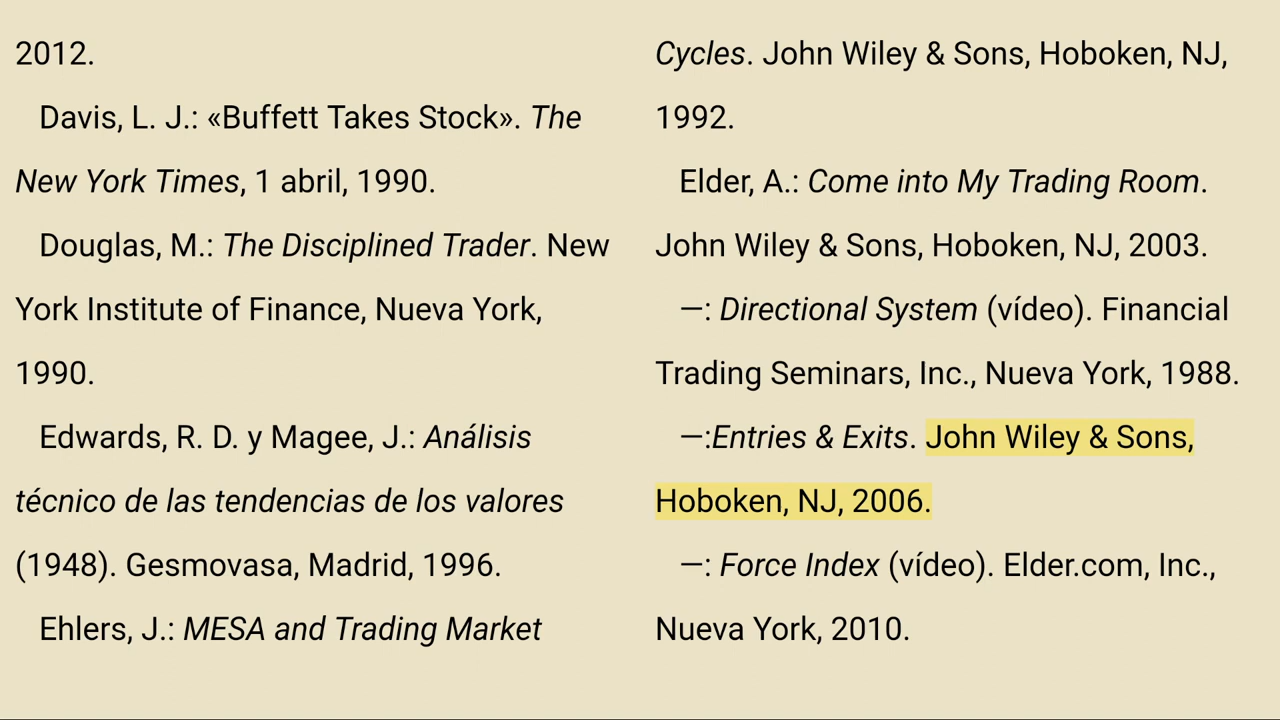 2012.
Davis, L. J.: «Buffett Takes Stock». The
New York Times, 1 abril, 1990.
Douglas, M.: The Disciplined Trader. New
York Institute of Finance, Nueva York,
1990.
Edwards, R. D. y Magee, J.: Análisis
técnico de las tendencias de los valores
(1948). Gesmovasa, Madrid, 1996.
Ehlers, J.: MESA and Trading Market
Cycles. John Wiley & Sons, Hoboken, NJ,
1992.
Elder, A.: Come into My Trading Room.
John Wiley & Sons, Hoboken, NJ, 2003.
—: Directional System (vídeo). Financial
Trading Seminars, Inc., Nueva York, 1988.
—:Entries & Exits. John Wiley & Sons,
Hoboken, NJ, 2006.
—: Force Index (vídeo). Elder.com, Inc.,
Nueva York, 2010.